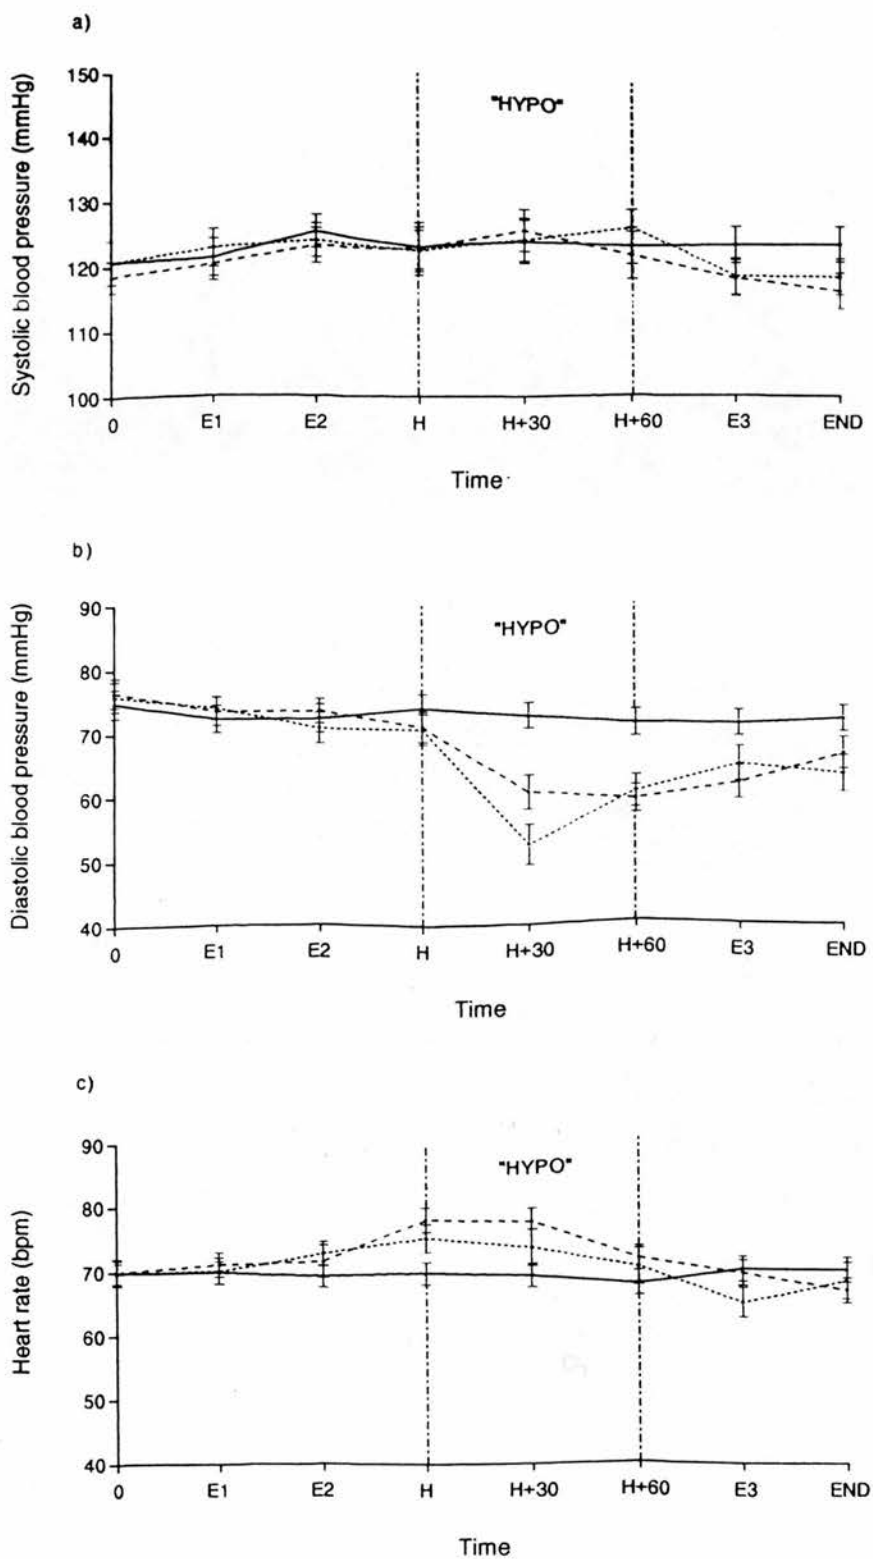 a)
Systolic blood pressure (mmHg)
150
140
130
120
110
100
"HYPO"
0 E1 E2 H H+30 H+60 E3 END
Time
b)
Diastolic blood pressure (mmHg)
90
80
70
60
50
40
"HYPO"
0 E1 E2 H H+30 H+60 E3 END
Time
c)
Heart rate (bpm)
90
80
70
60
50
40
"HYPO"
0 E1 E2 H H+30 H+60 E3 END
Time